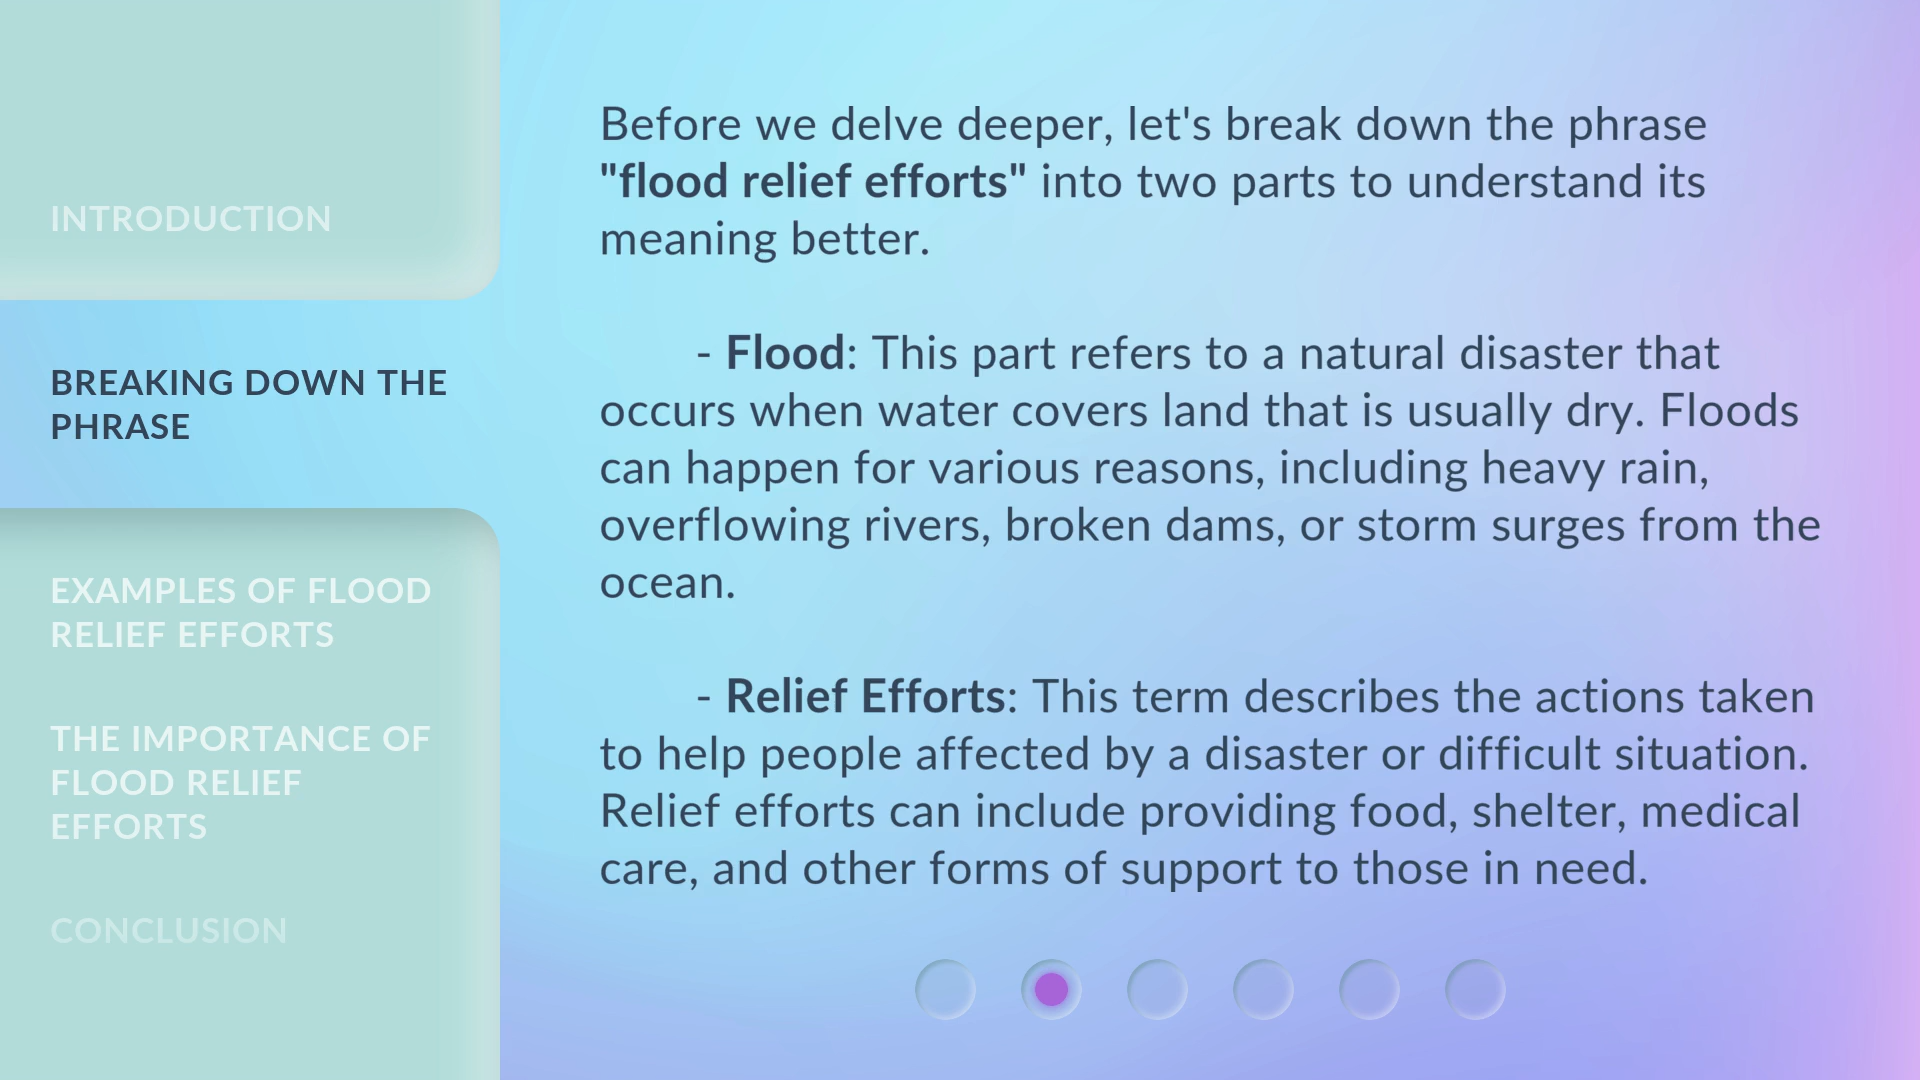 INTRODUCTION
BREAKING DOWN THE
PHRASE
EXAMPLES OF FLOOD
RELIEF EFFORTS
THE IMPORTANCE OF
FLOOD RELIEF
EFFORTS
CONCLUSION
Before we delve deeper, let's break down the phrase
"flood relief efforts" into two parts to understand its
meaning better.
- Flood: This part refers to a natural disaster that
occurs when water covers land that is usually dry. Floods
can happen for various reasons, including heavy rain,
overflowing rivers, broken dams, or storm surges from the
ocean.
- Relief Efforts: This term describes the actions taken
to help people affected by a disaster or difficult situation.
Relief efforts can include providing food, shelter, medical
care, and other forms of support to those in need.